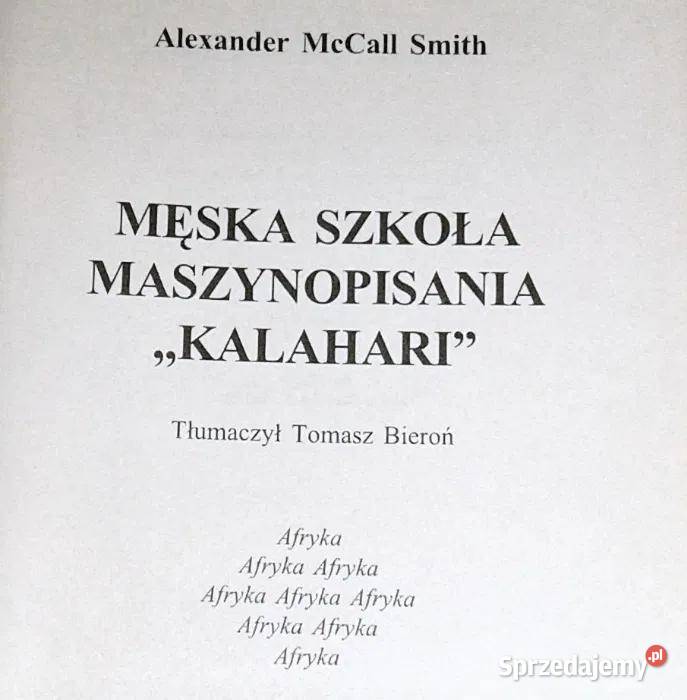 Alexander McCall Smith
MĘSKA SZKOŁA
MASZYNOPISANIA
„KALAHARI”
Tłumaczył Tomasz Bieroń
Afryka
Afryka Afryka
Afryka Afryka Afryka
Afryka Afryka
Afryka
Sprzedajemy.pl